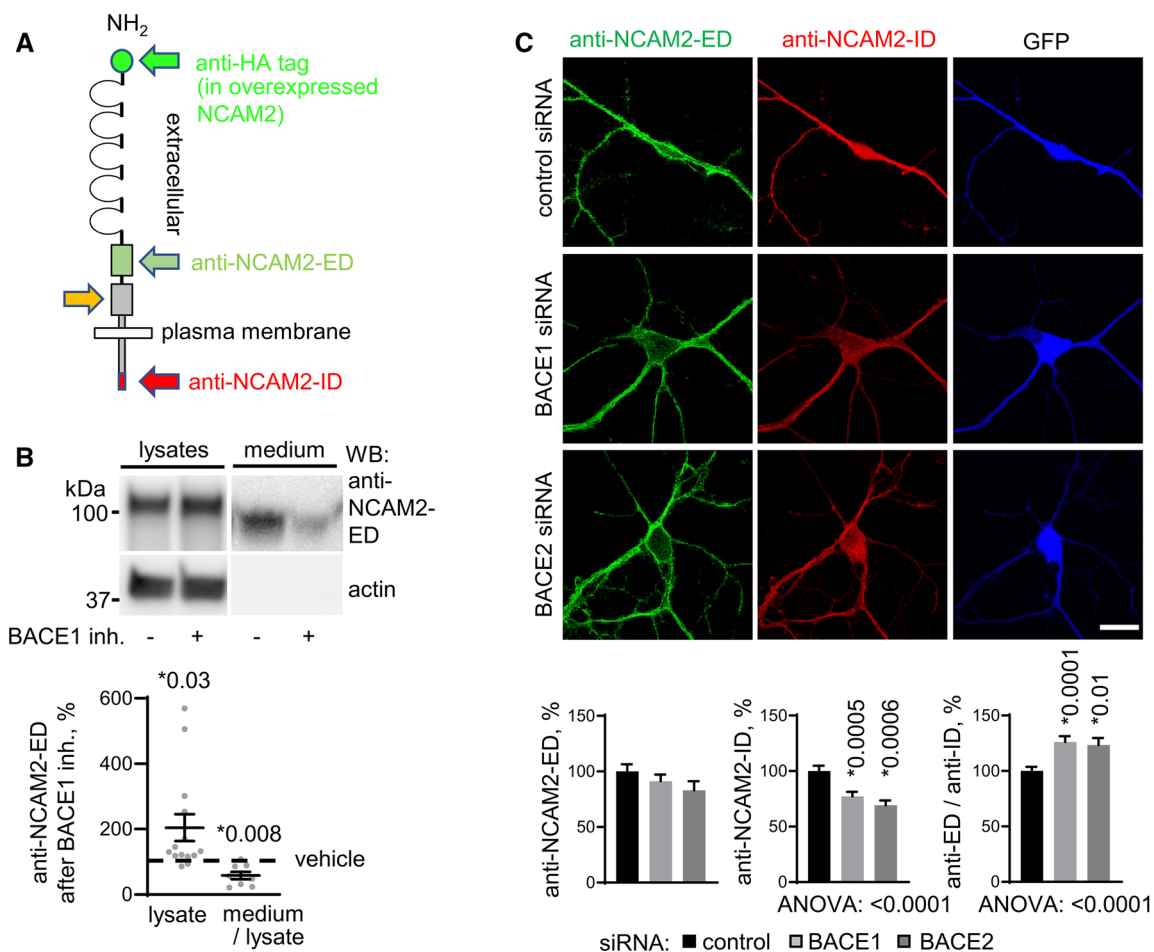 A
NH2
anti-HA tag
(in overexpressed
NCAM2)
extracellular
anti-NCAM2-ED
plasma membrane
anti-NCAM2-ID
B
lysates
medium
WB:
anti-
NCAM2-
ED
kDa
100
actin
37
BACE1 inh.
- + - +
anti-NCAM2-ED
after BACE1 inh., %
600
400
200
0
*0.03
*0.008
vehicle
lysate
medium
/ lysate
C
anti-NCAM2-ED
anti-NCAM2-ID
GFP
control siRNA
BACE1 siRNA
BACE2 siRNA
anti-NCAM2-ED, %
150
100
50
0
anti-NCAM2-ID, %
150
100
50
0
*0.0005
*0.0006
ANOVA: <0.0001
anti-ED / anti-ID, %
150
100
50
0
*0.0001
*0.01
ANOVA: <0.0001
siRNA: control BACE1 BACE2